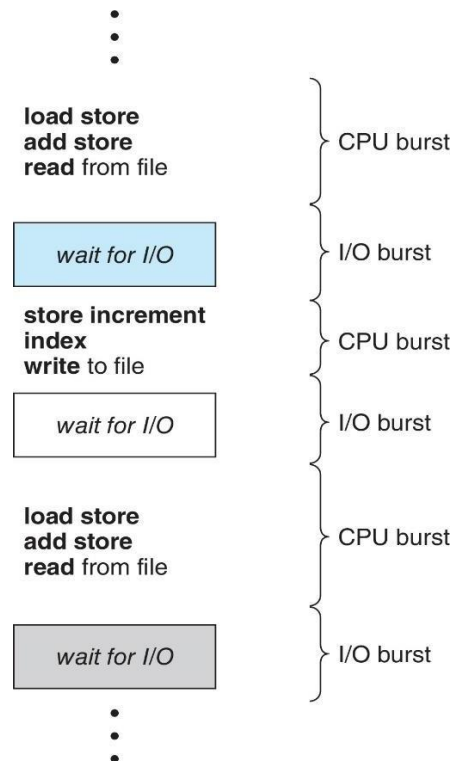 load store
add store
read from file
CPU burst
wait for I/O
I/O burst
store increment
index
write to file
CPU burst
wait for I/O
I/O burst
load store
add store
read from file
CPU burst
wait for I/O
I/O burst